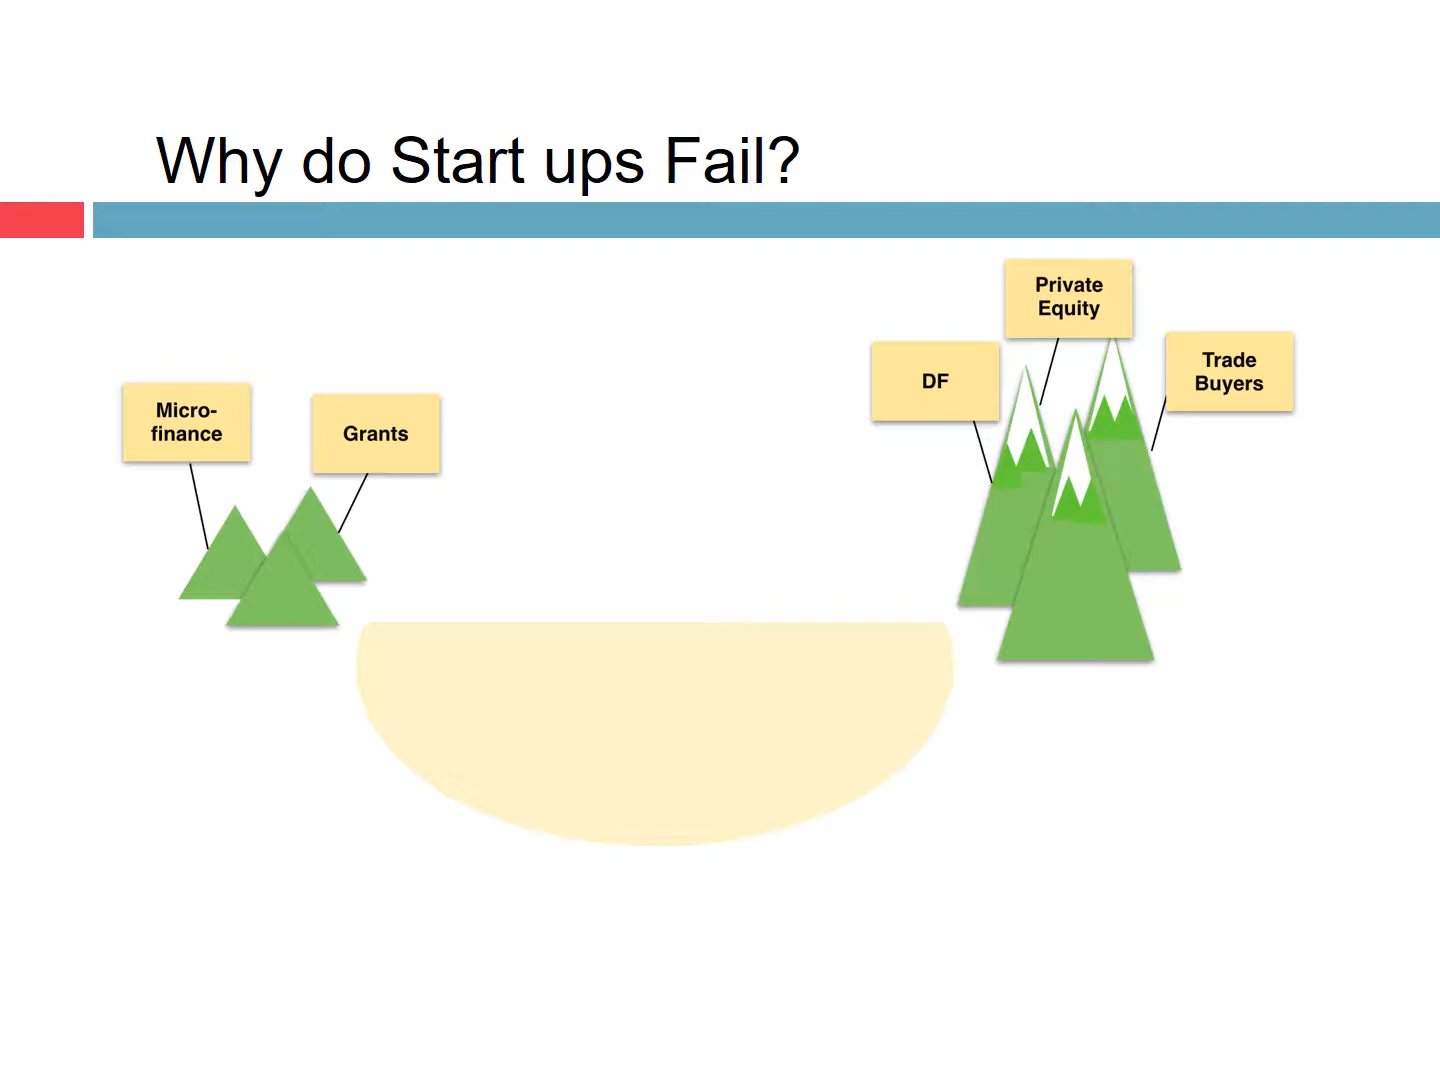 Why do Start ups Fail?
Private
Equity
DF
Trade
Buyers
Micro-
finance
Grants